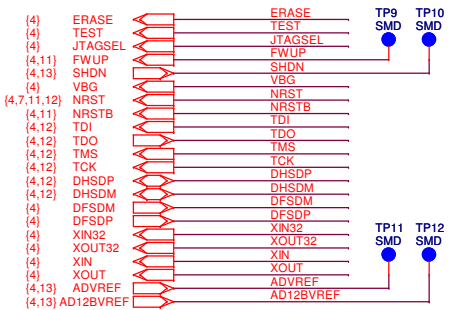 TP9 TP10
SMD SMD
{4} ERASE ERASE
{4} TEST TEST
{4} JTAGSEL JTAGSEL
{4,11} FWUP FWUP
{4,13} SHDN SHDN
{4} VBG VBG
{4,7,11,12} NRST NRST
{4,11} NRSTB NRSTB
{4,12} TDI TDI
{4,12} TDO TDO
{4,12} TMS TMS
{4,12} TCK TCK
{4,12} DHSDP DHSDP
{4,12} DHSDM DHSDM
{4} DFSDM DFSDM
{4} DFSDP DFSDP
{4} XIN32 XIN32
{4} XOUT32 XOUT32
TP11 TP12
SMD SMD
{4} XIN XIN
{4} XOUT XOUT
{4,13} ADVREF ADVREF
{4,13} AD12BVREF AD12BVREF